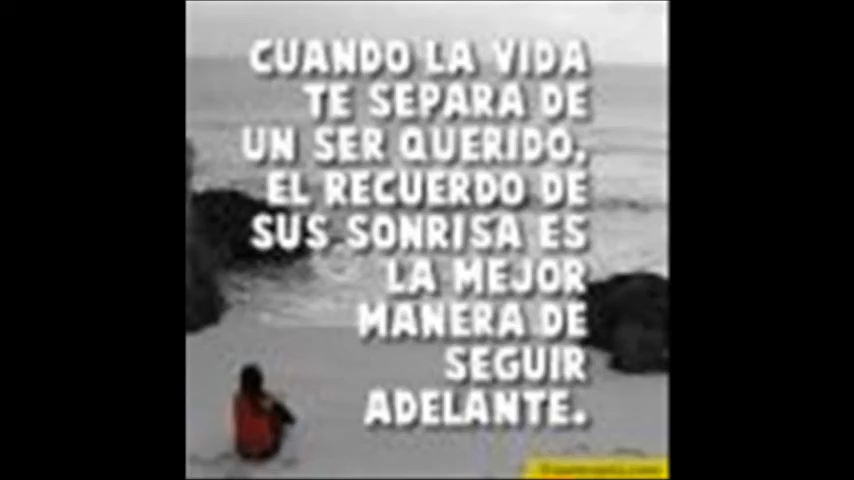 CUANDO LA VIDA
TE SEPARA DE
UN SER QUERIDO,
EL RECUERDO DE
SUS SONRISA ES
LA MEJOR
MANERA DE
SEGUIR
ADELANTE.